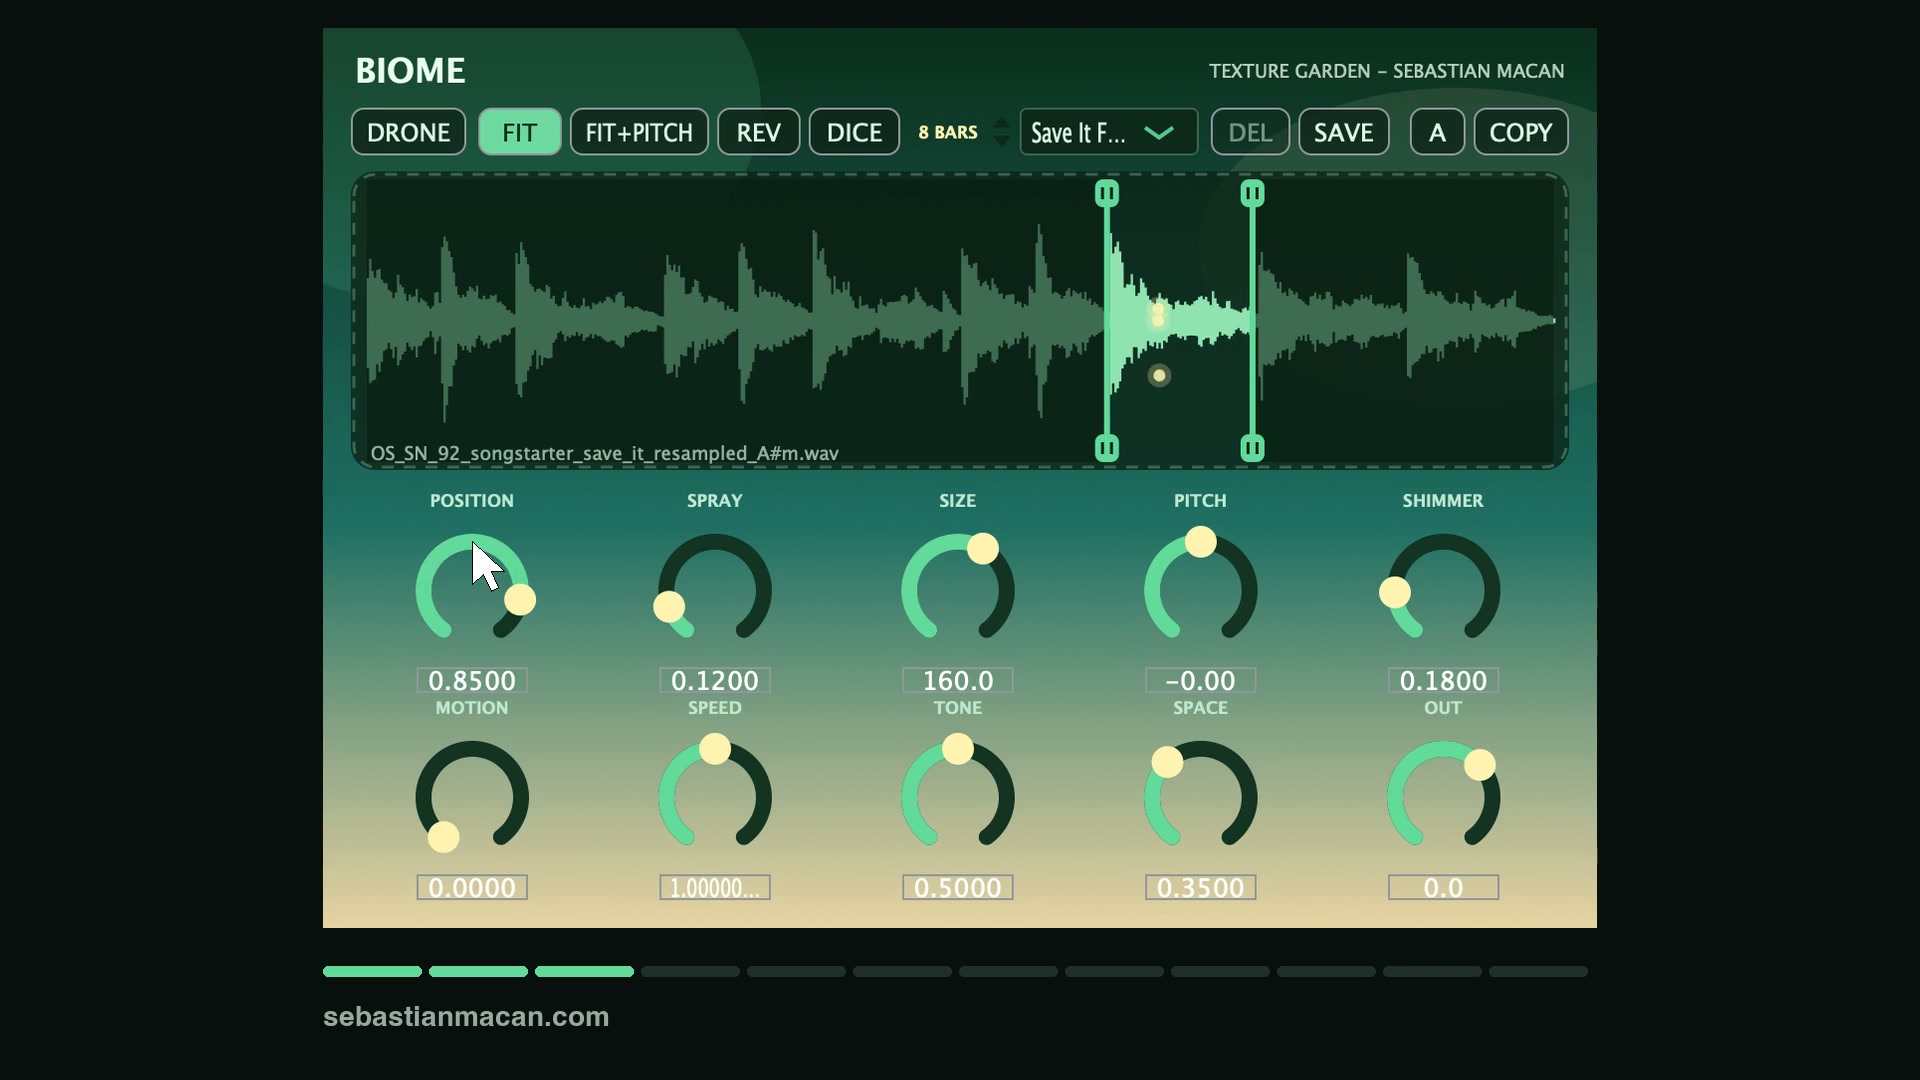 BIOME
TEXTURE GARDEN – SEBASTIAN MACAN
DRONE FIT FIT+PITCH REV DICE 8 BARS Save It F... DEL SAVE A COPY
OS_SN_92_songstarter_save_it_resampled_A#m.wav
POSITION SPRAY SIZE PITCH SHIMMER
0.8500 0.1200 160.0 −0.00 0.1800
MOTION SPEED TONE SPACE OUT
0.0000 1.00000... 0.5000 0.3500 0.0
sebastianmacan.com